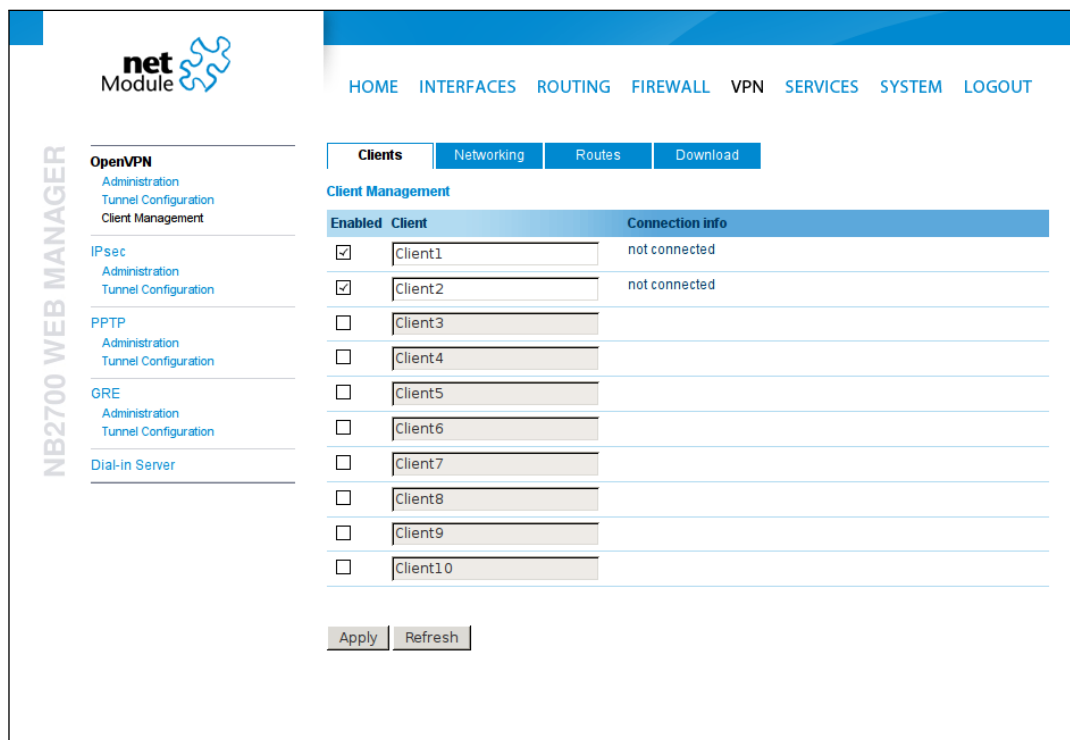 net
Module
HOME INTERFACES ROUTING FIREWALL VPN SERVICES SYSTEM LOGOUT
NB2700 WEB MANAGER
OpenVPN
Administration
Tunnel Configuration
Client Management
IPsec
Administration
Tunnel Configuration
PPTP
Administration
Tunnel Configuration
GRE
Administration
Tunnel Configuration
Dial-in Server
Clients Networking Routes Download
Client Management
Enabled Client Connection info
Client1 not connected
Client2 not connected
Client3
Client4
Client5
Client6
Client7
Client8
Client9
Client10
Apply Refresh